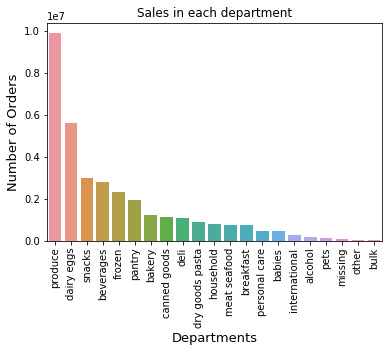 Sales in each department
1e7
1.0
0.8
0.6
0.4
0.2
0.0
Number of Orders
produce
dairy eggs
snacks
beverages
frozen
pantry
bakery
canned goods
deli
dry goods pasta
household
meat seafood
breakfast
personal care
babies
international
alcohol
pets
missing
other
bulk
Departments